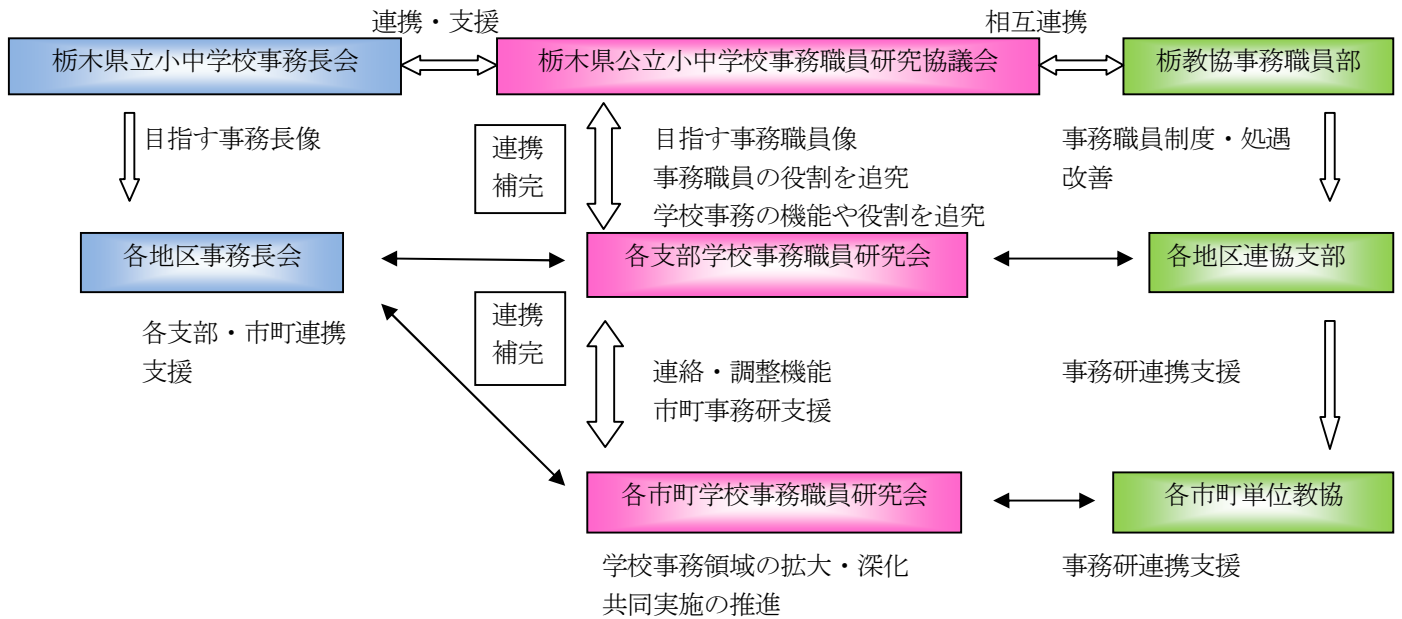 連携・支援
相互連携
栃木県立小中学校事務長会
栃木県公立小中学校事務職員研究協議会
栃教協事務職員部
目指す事務長像
連携
補完
目指す事務職員像
事務職員の役割を追究
学校事務の機能や役割を追究
事務職員制度・処遇
改善
各地区事務長会
各支部学校事務職員研究会
各地区連協支部
各支部・市町連携
支援
連携
補完
連絡・調整機能
市町事務研支援
事務研連携支援
各市町学校事務職員研究会
各市町単位教協
学校事務領域の拡大・深化
共同実施の推進
事務研連携支援